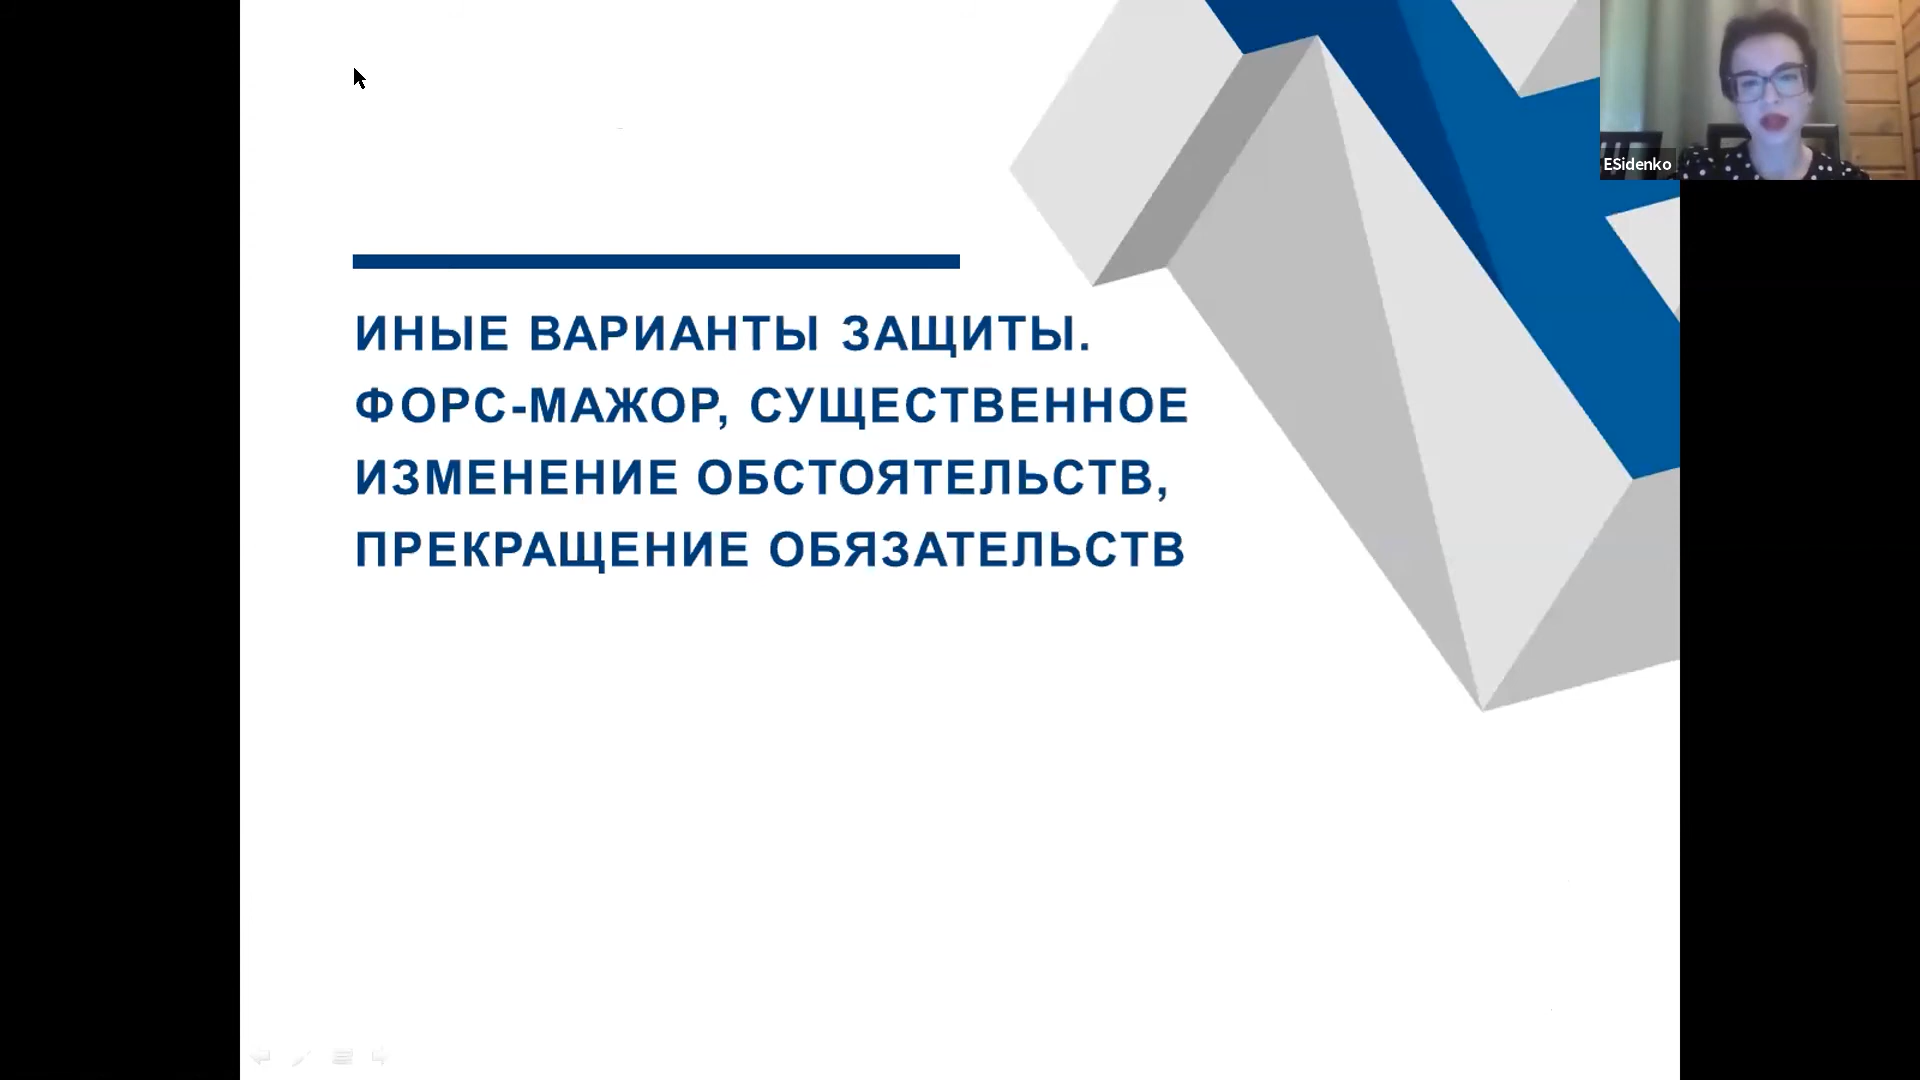 ESidenko
ИНЫЕ ВАРИАНТЫ ЗАЩИТЫ.
ФОРС-МАЖОР, СУЩЕСТВЕННОЕ
ИЗМЕНЕНИЕ ОБСТОЯТЕЛЬСТВ,
ПРЕКРАЩЕНИЕ ОБЯЗАТЕЛЬСТВ